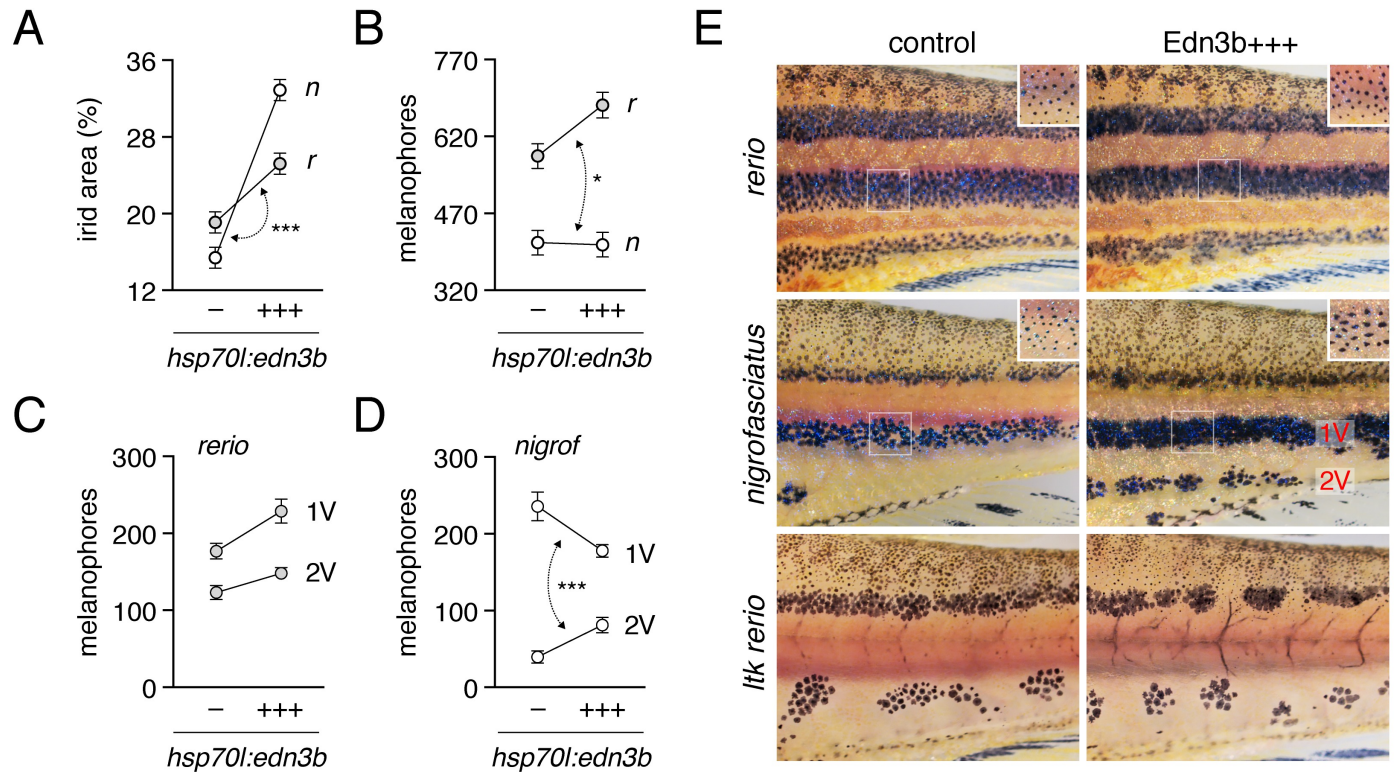 A
36
28
20
12
irid area (%)
n
r
***
– +++
hsp70l:edn3b
B
770
620
470
320
melanophores
r
*
n
– +++
hsp70l:edn3b
C
rerio
300
200
100
0
melanophores
1V
2V
– +++
hsp70l:edn3b
D
nigrof
300
200
100
0
melanophores
1V
***
2V
– +++
hsp70l:edn3b
E
control Edn3b+++
rerio
nigrofasciatus
1V
2V
ltk rerio